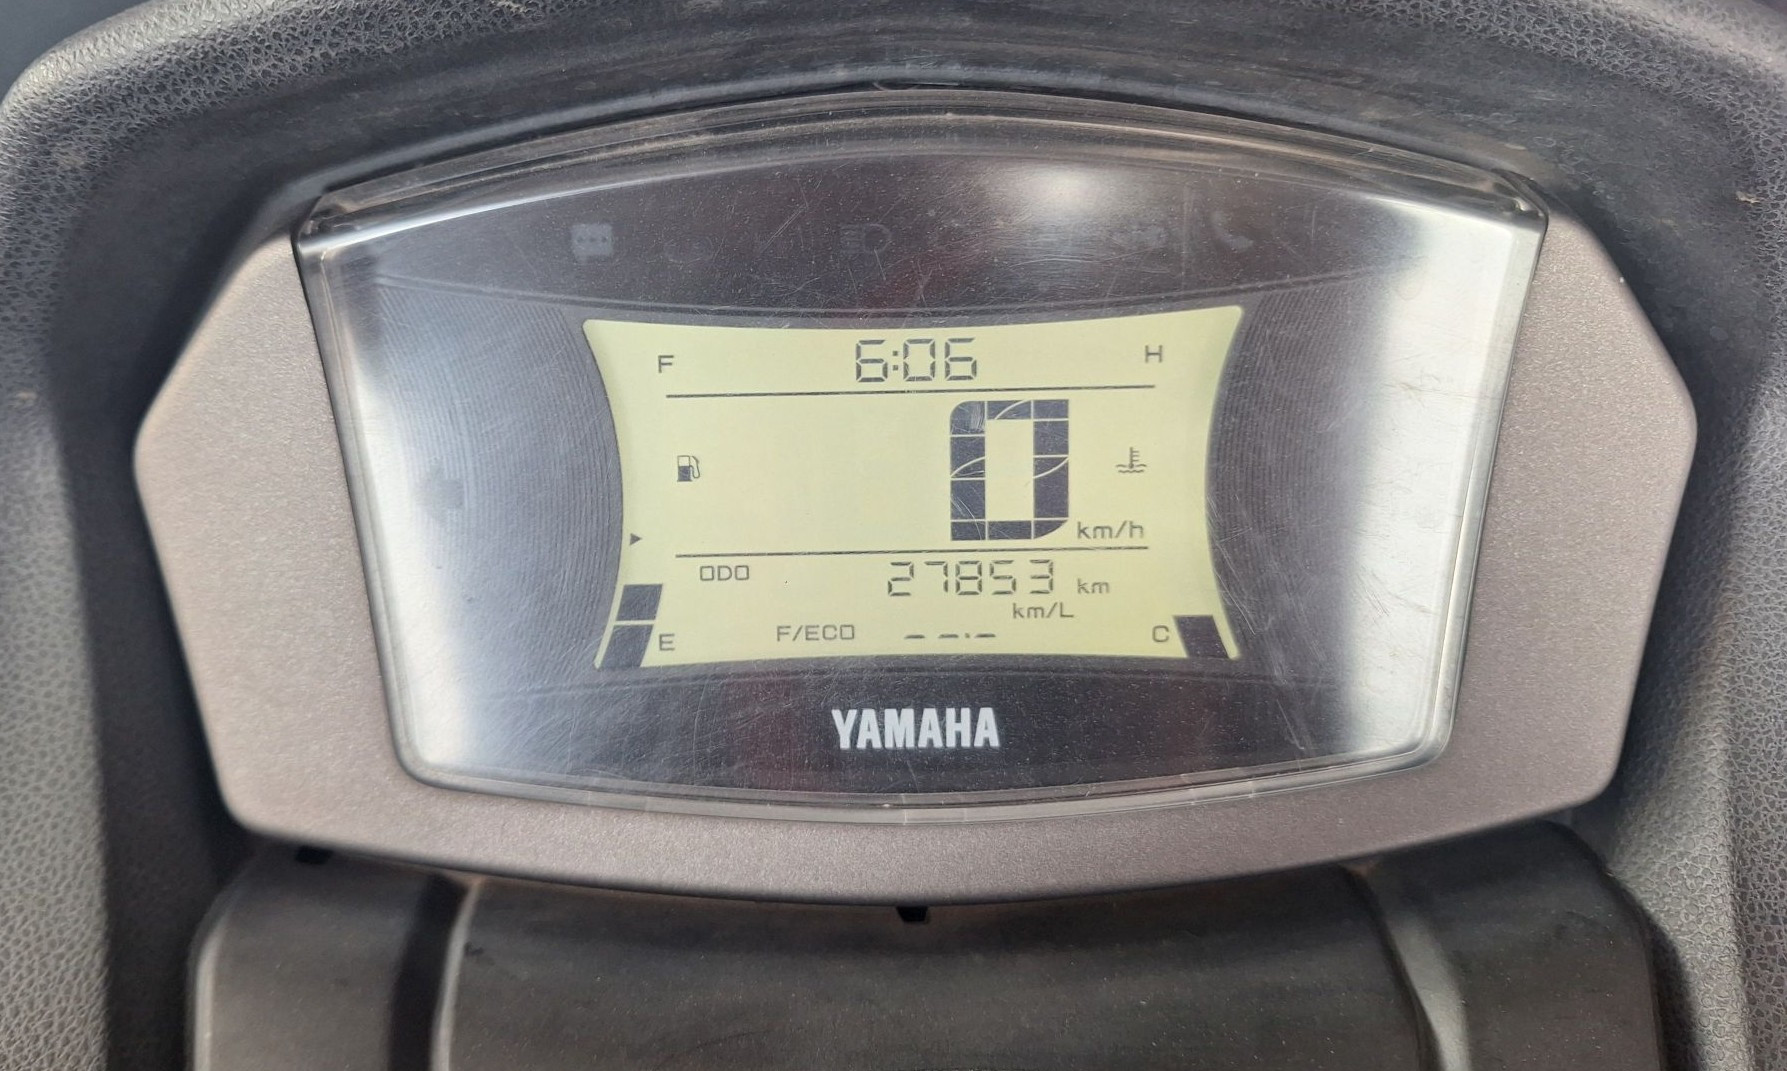 F 6:06 H
0
km/h
ODO 27853 km
km/L
E F/ECO --.- C
YAMAHA